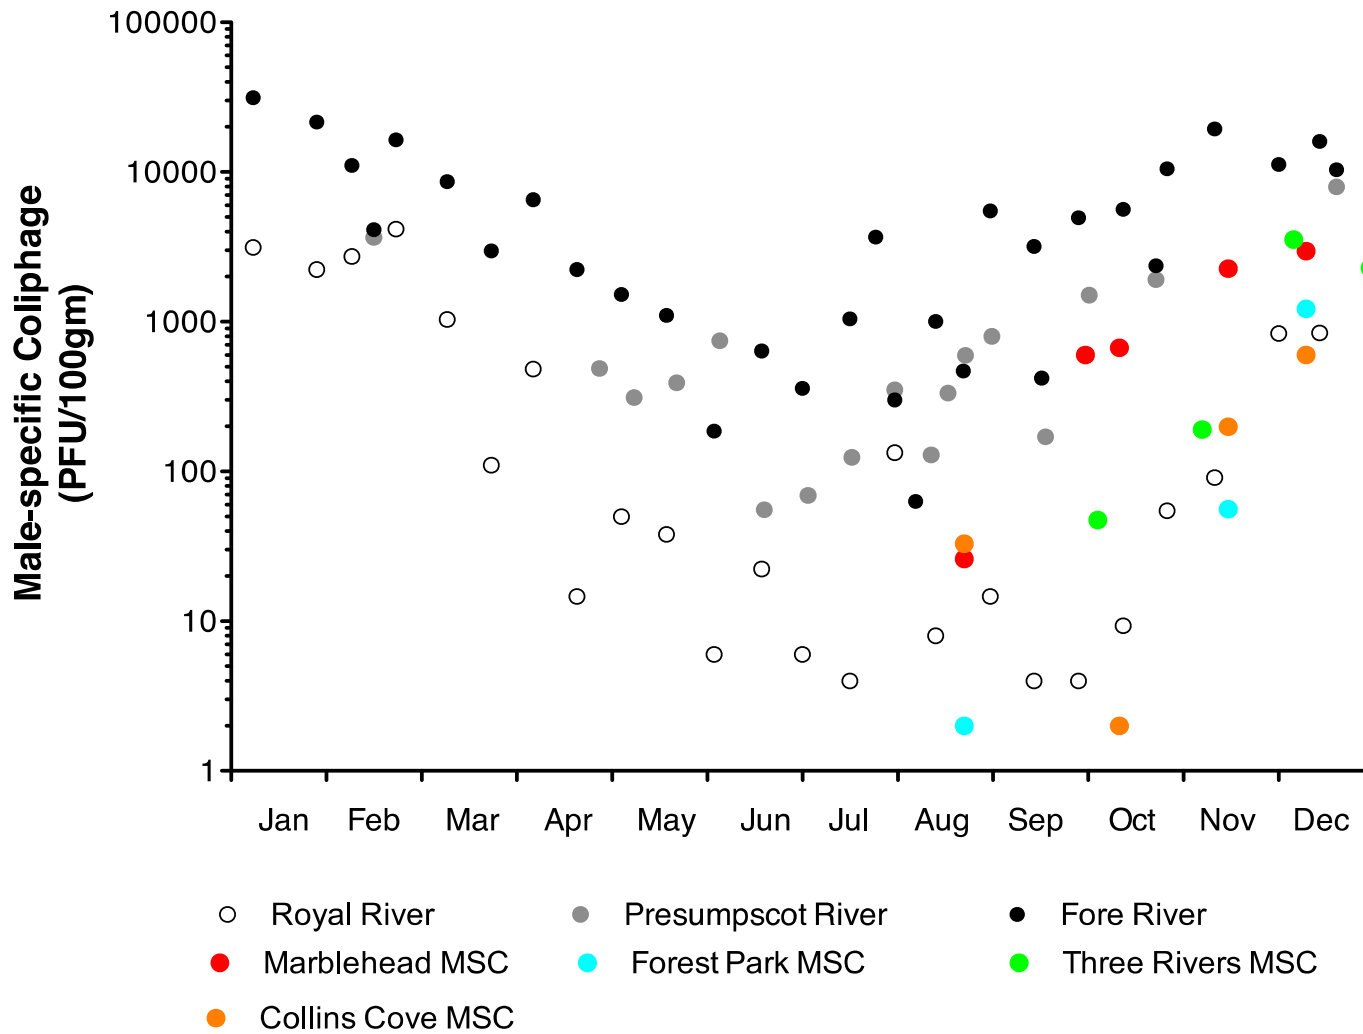 100000
10000
1000
100
10
1
Male-specific Coliphage
(PFU/100gm)
Jan Feb Mar Apr May Jun Jul Aug Sep Oct Nov Dec
Royal River Presumpscot River Fore River
Marblehead MSC Forest Park MSC Three Rivers MSC
Collins Cove MSC